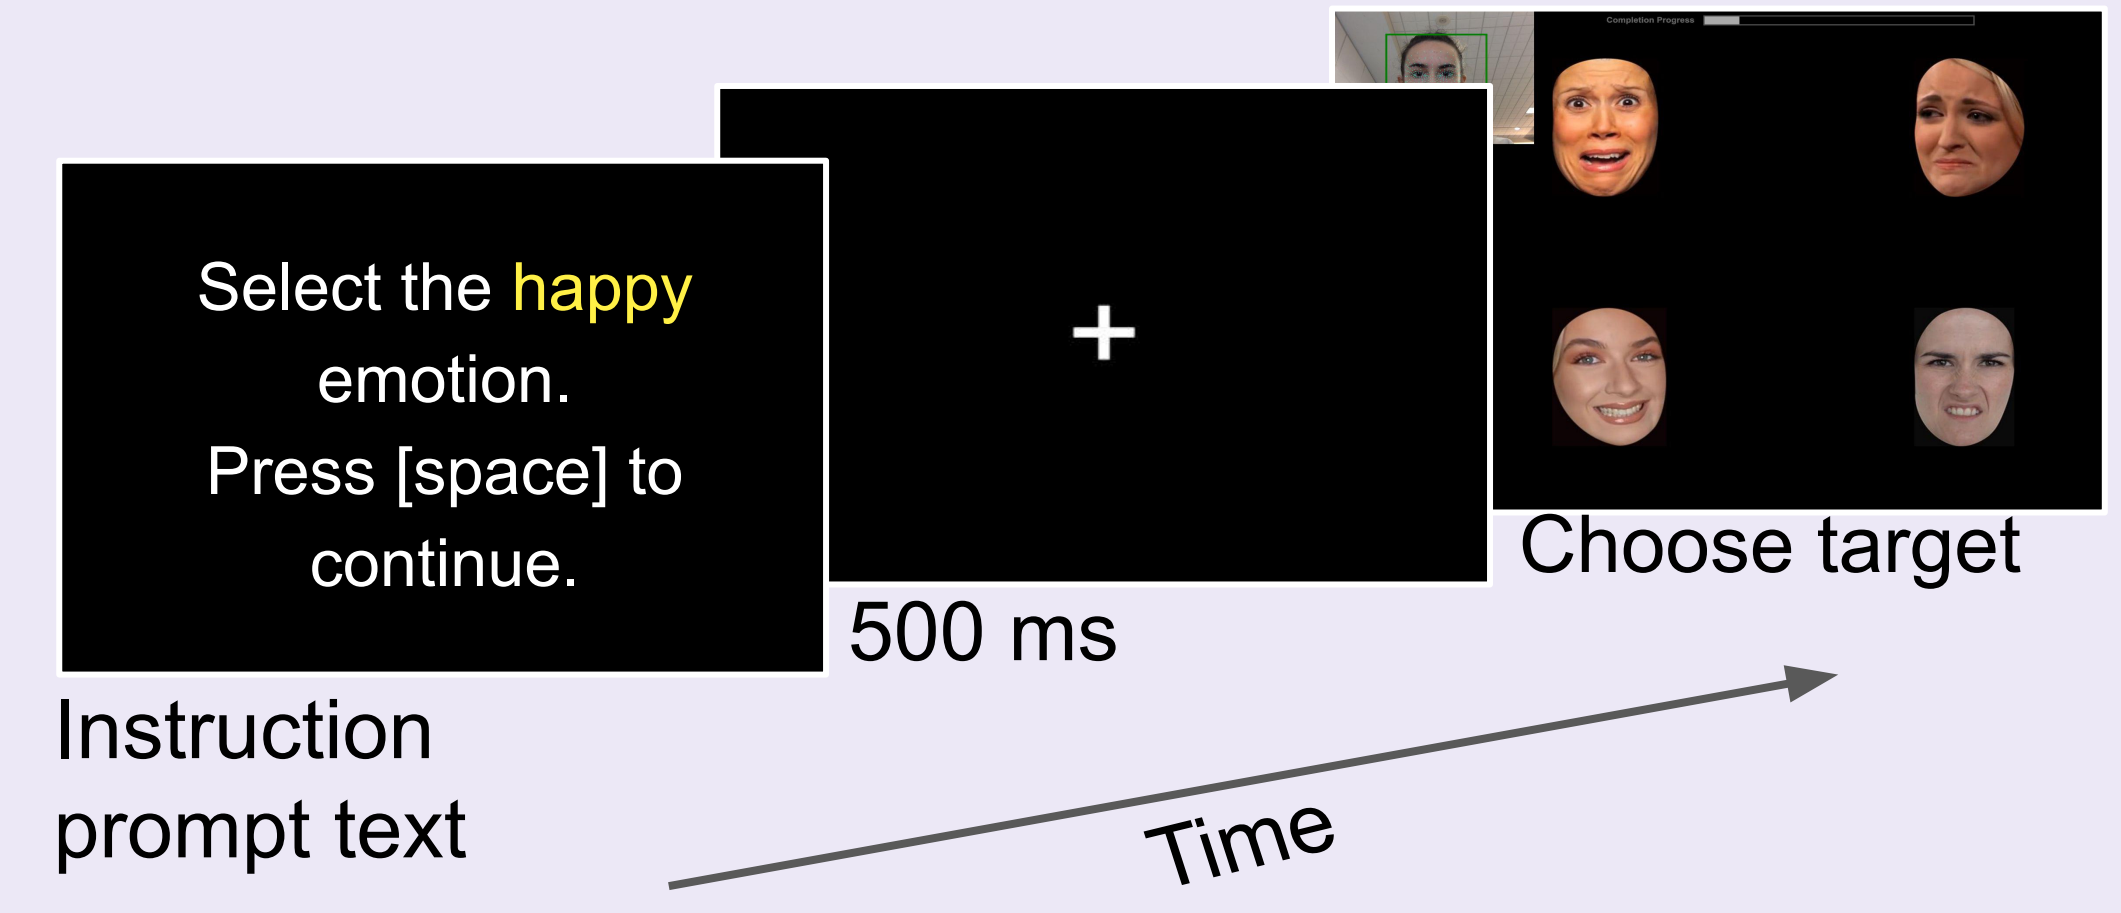 Completion Progress
Select the happy
emotion.
Press [space] to
continue.
Choose target
500 ms
Instruction
prompt text
Time